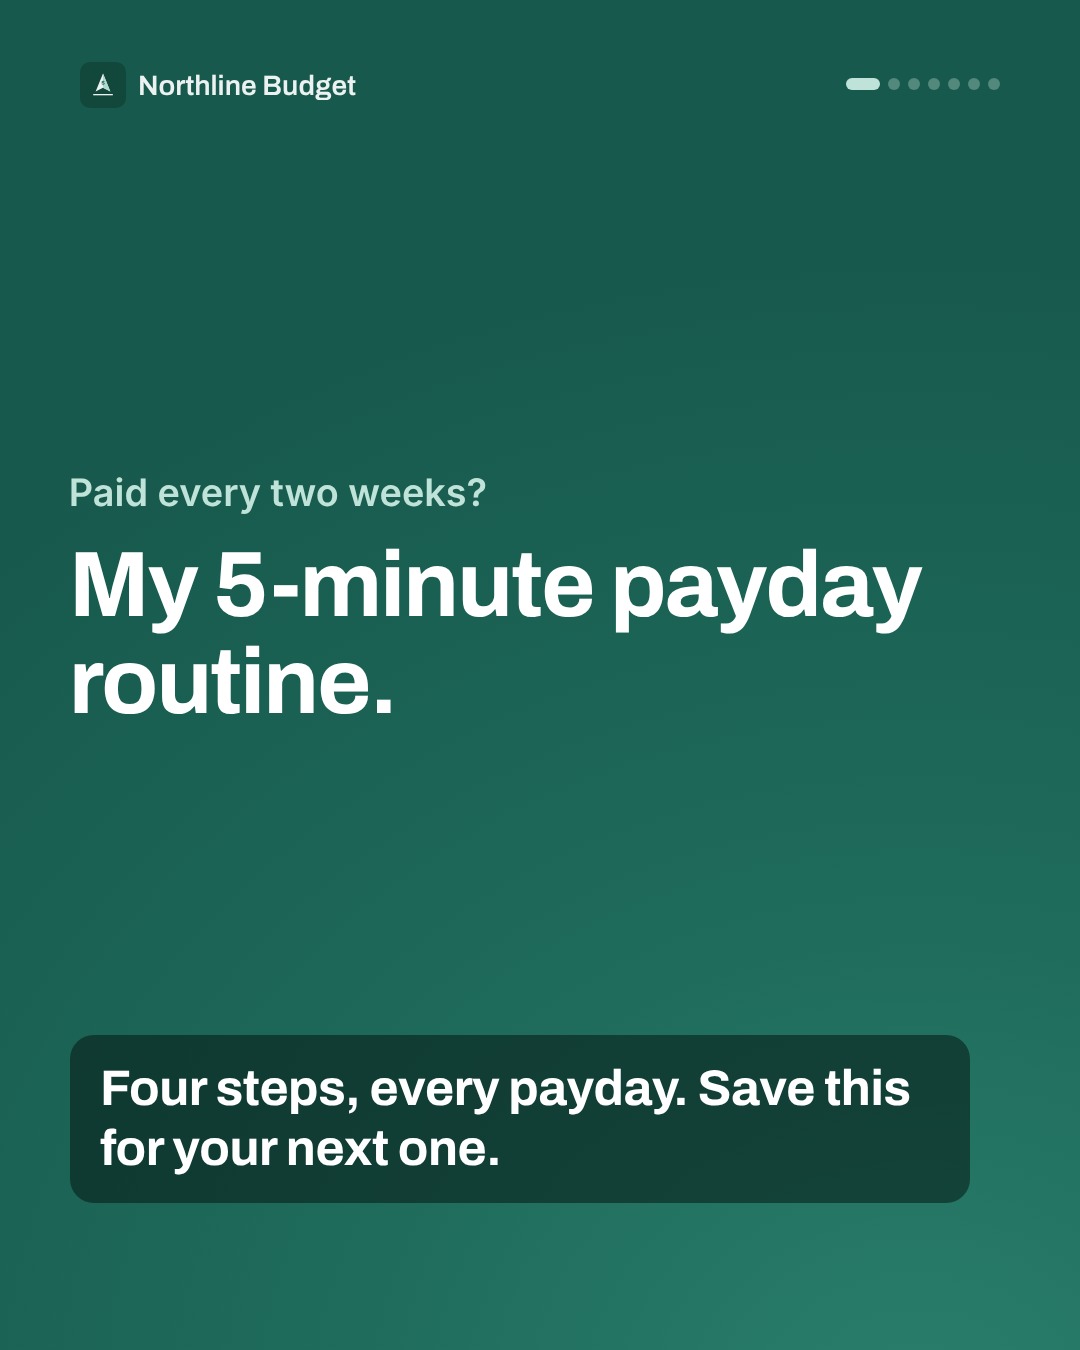 Northline Budget
Paid every two weeks?
My 5-minute payday
routine.
Four steps, every payday. Save this
for your next one.